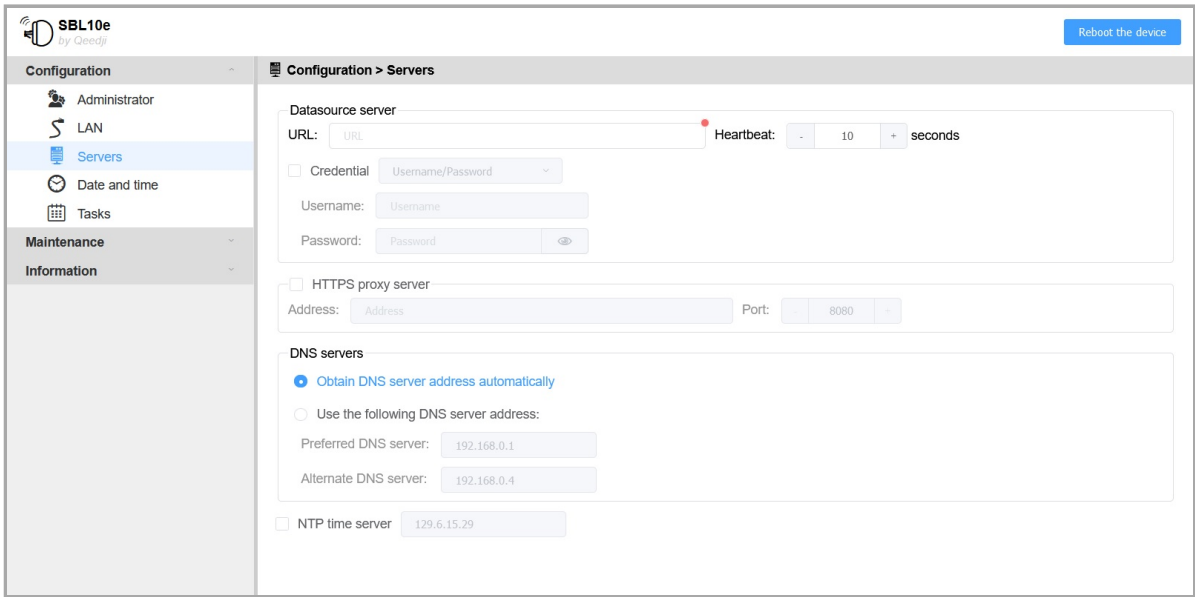 SBL10e
by Qeedji
Reboot the device
Configuration
Administrator
LAN
Servers
Date and time
Tasks
Maintenance
Information
Configuration > Servers
Datasource server
URL: URL Heartbeat: - 10 + seconds
Credential Username/Password
Username: Username
Password: Password
HTTPS proxy server
Address: Address Port: - 8080 +
DNS servers
Obtain DNS server address automatically
Use the following DNS server address:
Preferred DNS server: 192.168.0.1
Alternate DNS server: 192.168.0.4
NTP time server 129.6.15.29